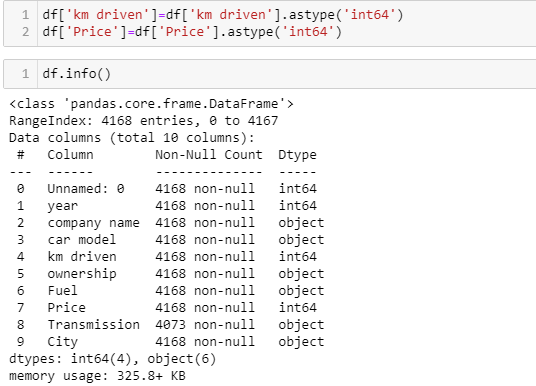 1 df['km driven']=df['km driven'].astype('int64')
2 df['Price']=df['Price'].astype('int64')
1 df.info()
<class 'pandas.core.frame.DataFrame'>
RangeIndex: 4168 entries, 0 to 4167
Data columns (total 10 columns):
 #   Column        Non-Null Count  Dtype
---  ------        --------------  -----
 0   Unnamed: 0    4168 non-null   int64
 1   year          4168 non-null   int64
 2   company name  4168 non-null   object
 3   car model     4168 non-null   object
 4   km driven     4168 non-null   int64
 5   ownership     4168 non-null   object
 6   Fuel          4168 non-null   object
 7   Price         4168 non-null   int64
 8   Transmission  4073 non-null   object
 9   City          4168 non-null   object
dtypes: int64(4), object(6)
memory usage: 325.8+ KB